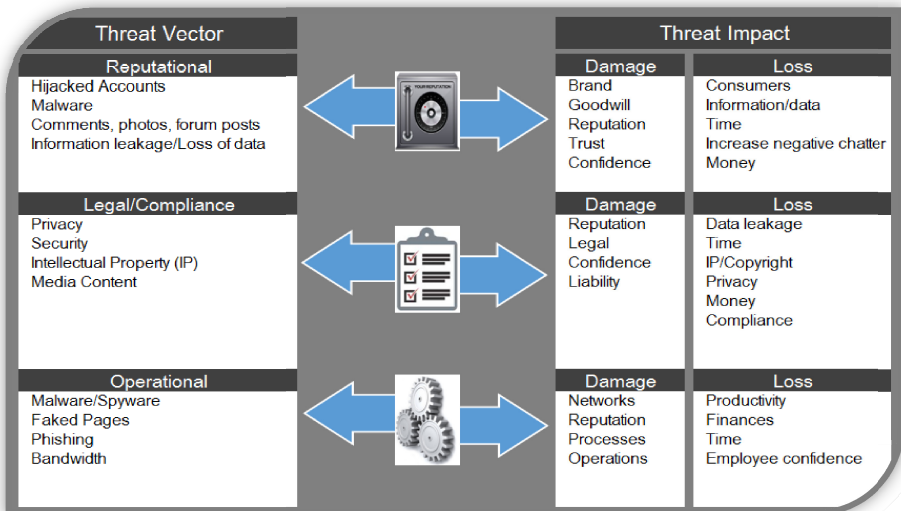 Threat Vector
Threat Impact
Reputational
Hijacked Accounts
Malware
Comments, photos, forum posts
Information leakage/Loss of data
YOUR REPUTATION
Damage
Brand
Goodwill
Reputation
Trust
Confidence
Loss
Consumers
Information/data
Time
Increase negative chatter
Money
Legal/Compliance
Privacy
Security
Intellectual Property (IP)
Media Content
Damage
Reputation
Legal
Confidence
Liability
Loss
Data leakage
Time
IP/Copyright
Privacy
Money
Compliance
Operational
Malware/Spyware
Faked Pages
Phishing
Bandwidth
Damage
Networks
Reputation
Processes
Operations
Loss
Productivity
Finances
Time
Employee confidence